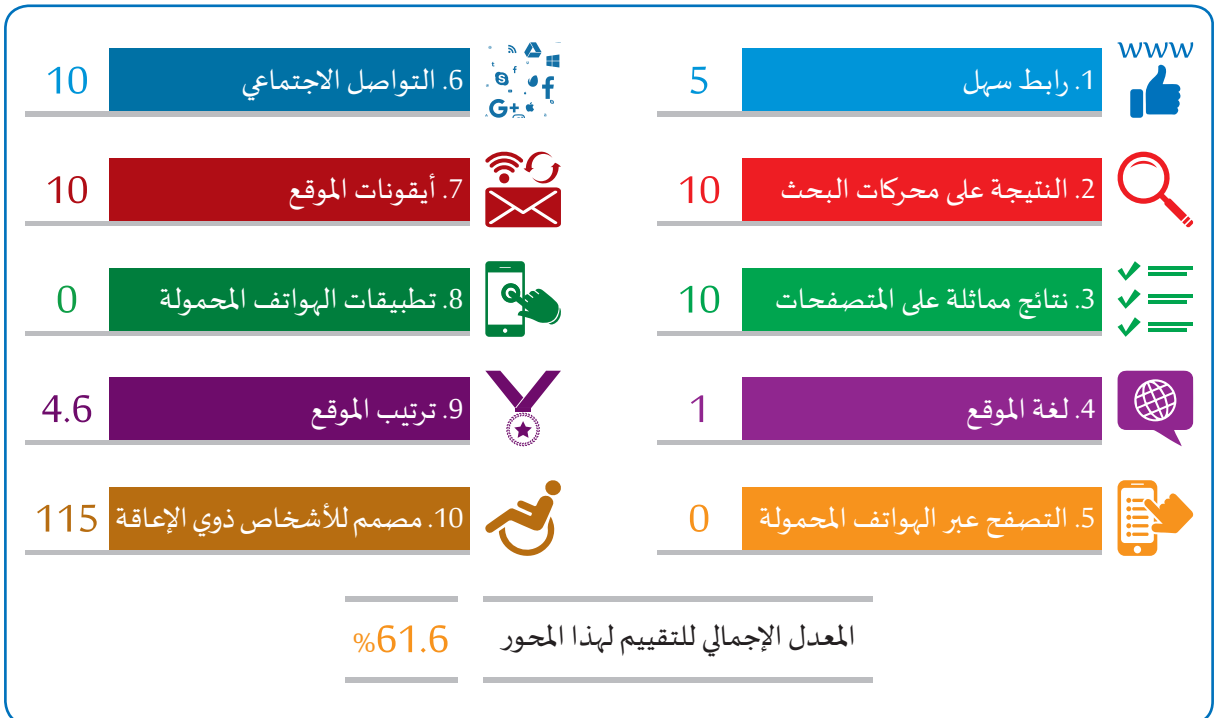 www
1. رابط سهل
5
2. النتيجة على محركات البحث
10
3. نتائج مماثلة على المتصفحات
10
4. لغة الموقع
1
5. التصفح عبر الهواتف المحمولة
0
6. التواصل الاجتماعي
10
7. أيقونات الموقع
10
8. تطبيقات الهواتف المحمولة
0
9. ترتيب الموقع
4.6
10. مصمم للأشخاص ذوي الإعاقة
115
المعدل الإجمالي للتقييم لهذا المحور
%61.6